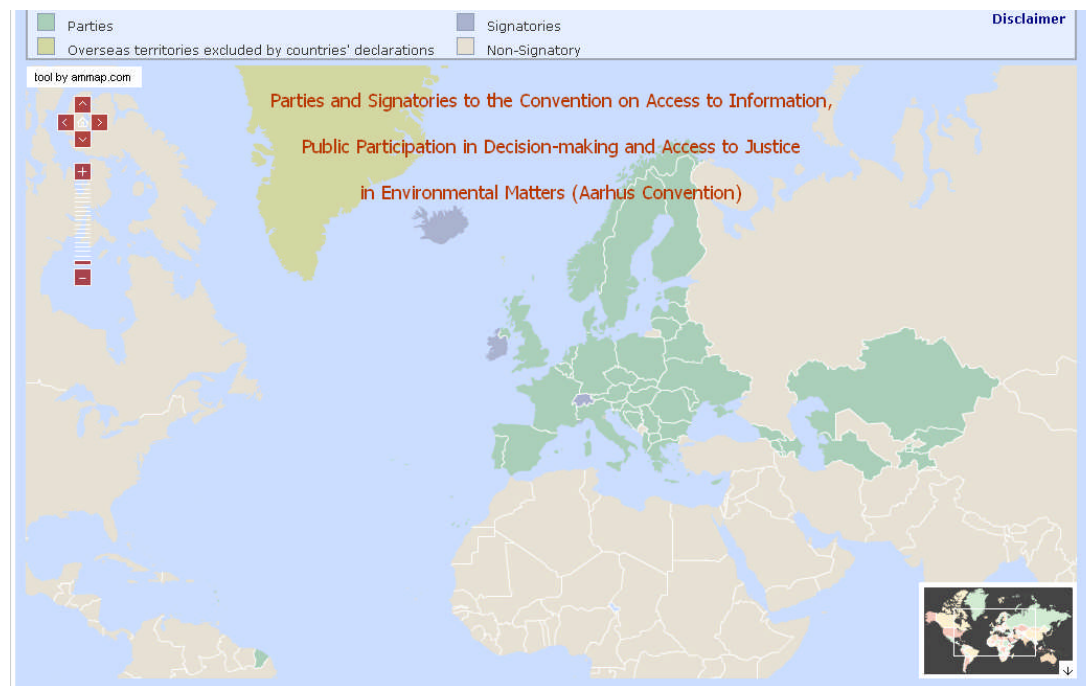 Parties
Signatories
Disclaimer
Overseas territories excluded by countries' declarations
Non-Signatory
tool by ammap.com
Parties and Signatories to the Convention on Access to Information,
Public Participation in Decision-making and Access to Justice
in Environmental Matters (Aarhus Convention)